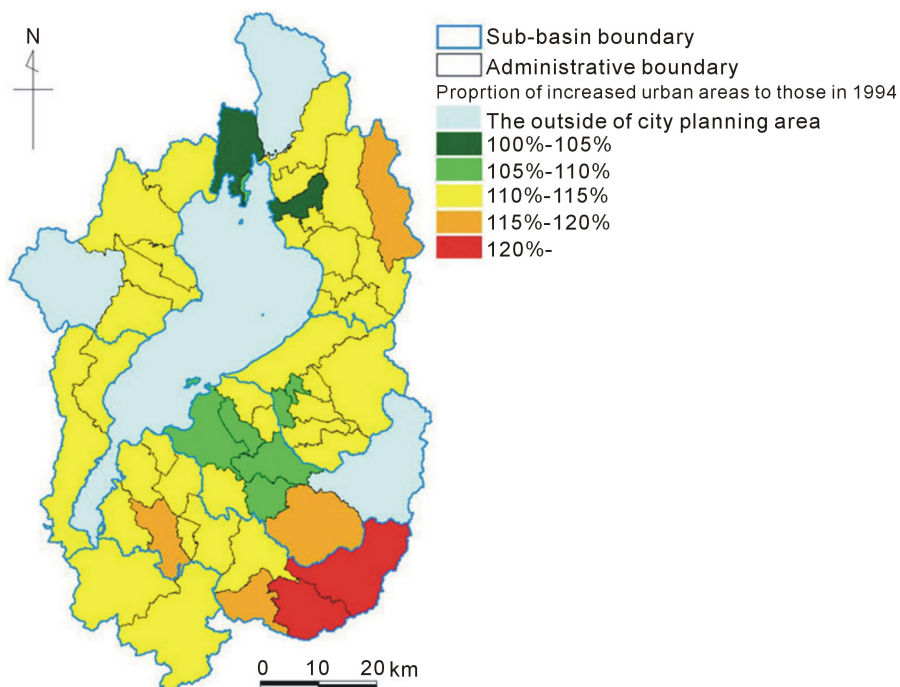 N
Sub-basin boundary
Administrative boundary
Proprtion of increased urban areas to those in 1994
The outside of city planning area
100%-105%
105%-110%
110%-115%
115%-120%
120%-
0 10 20 km